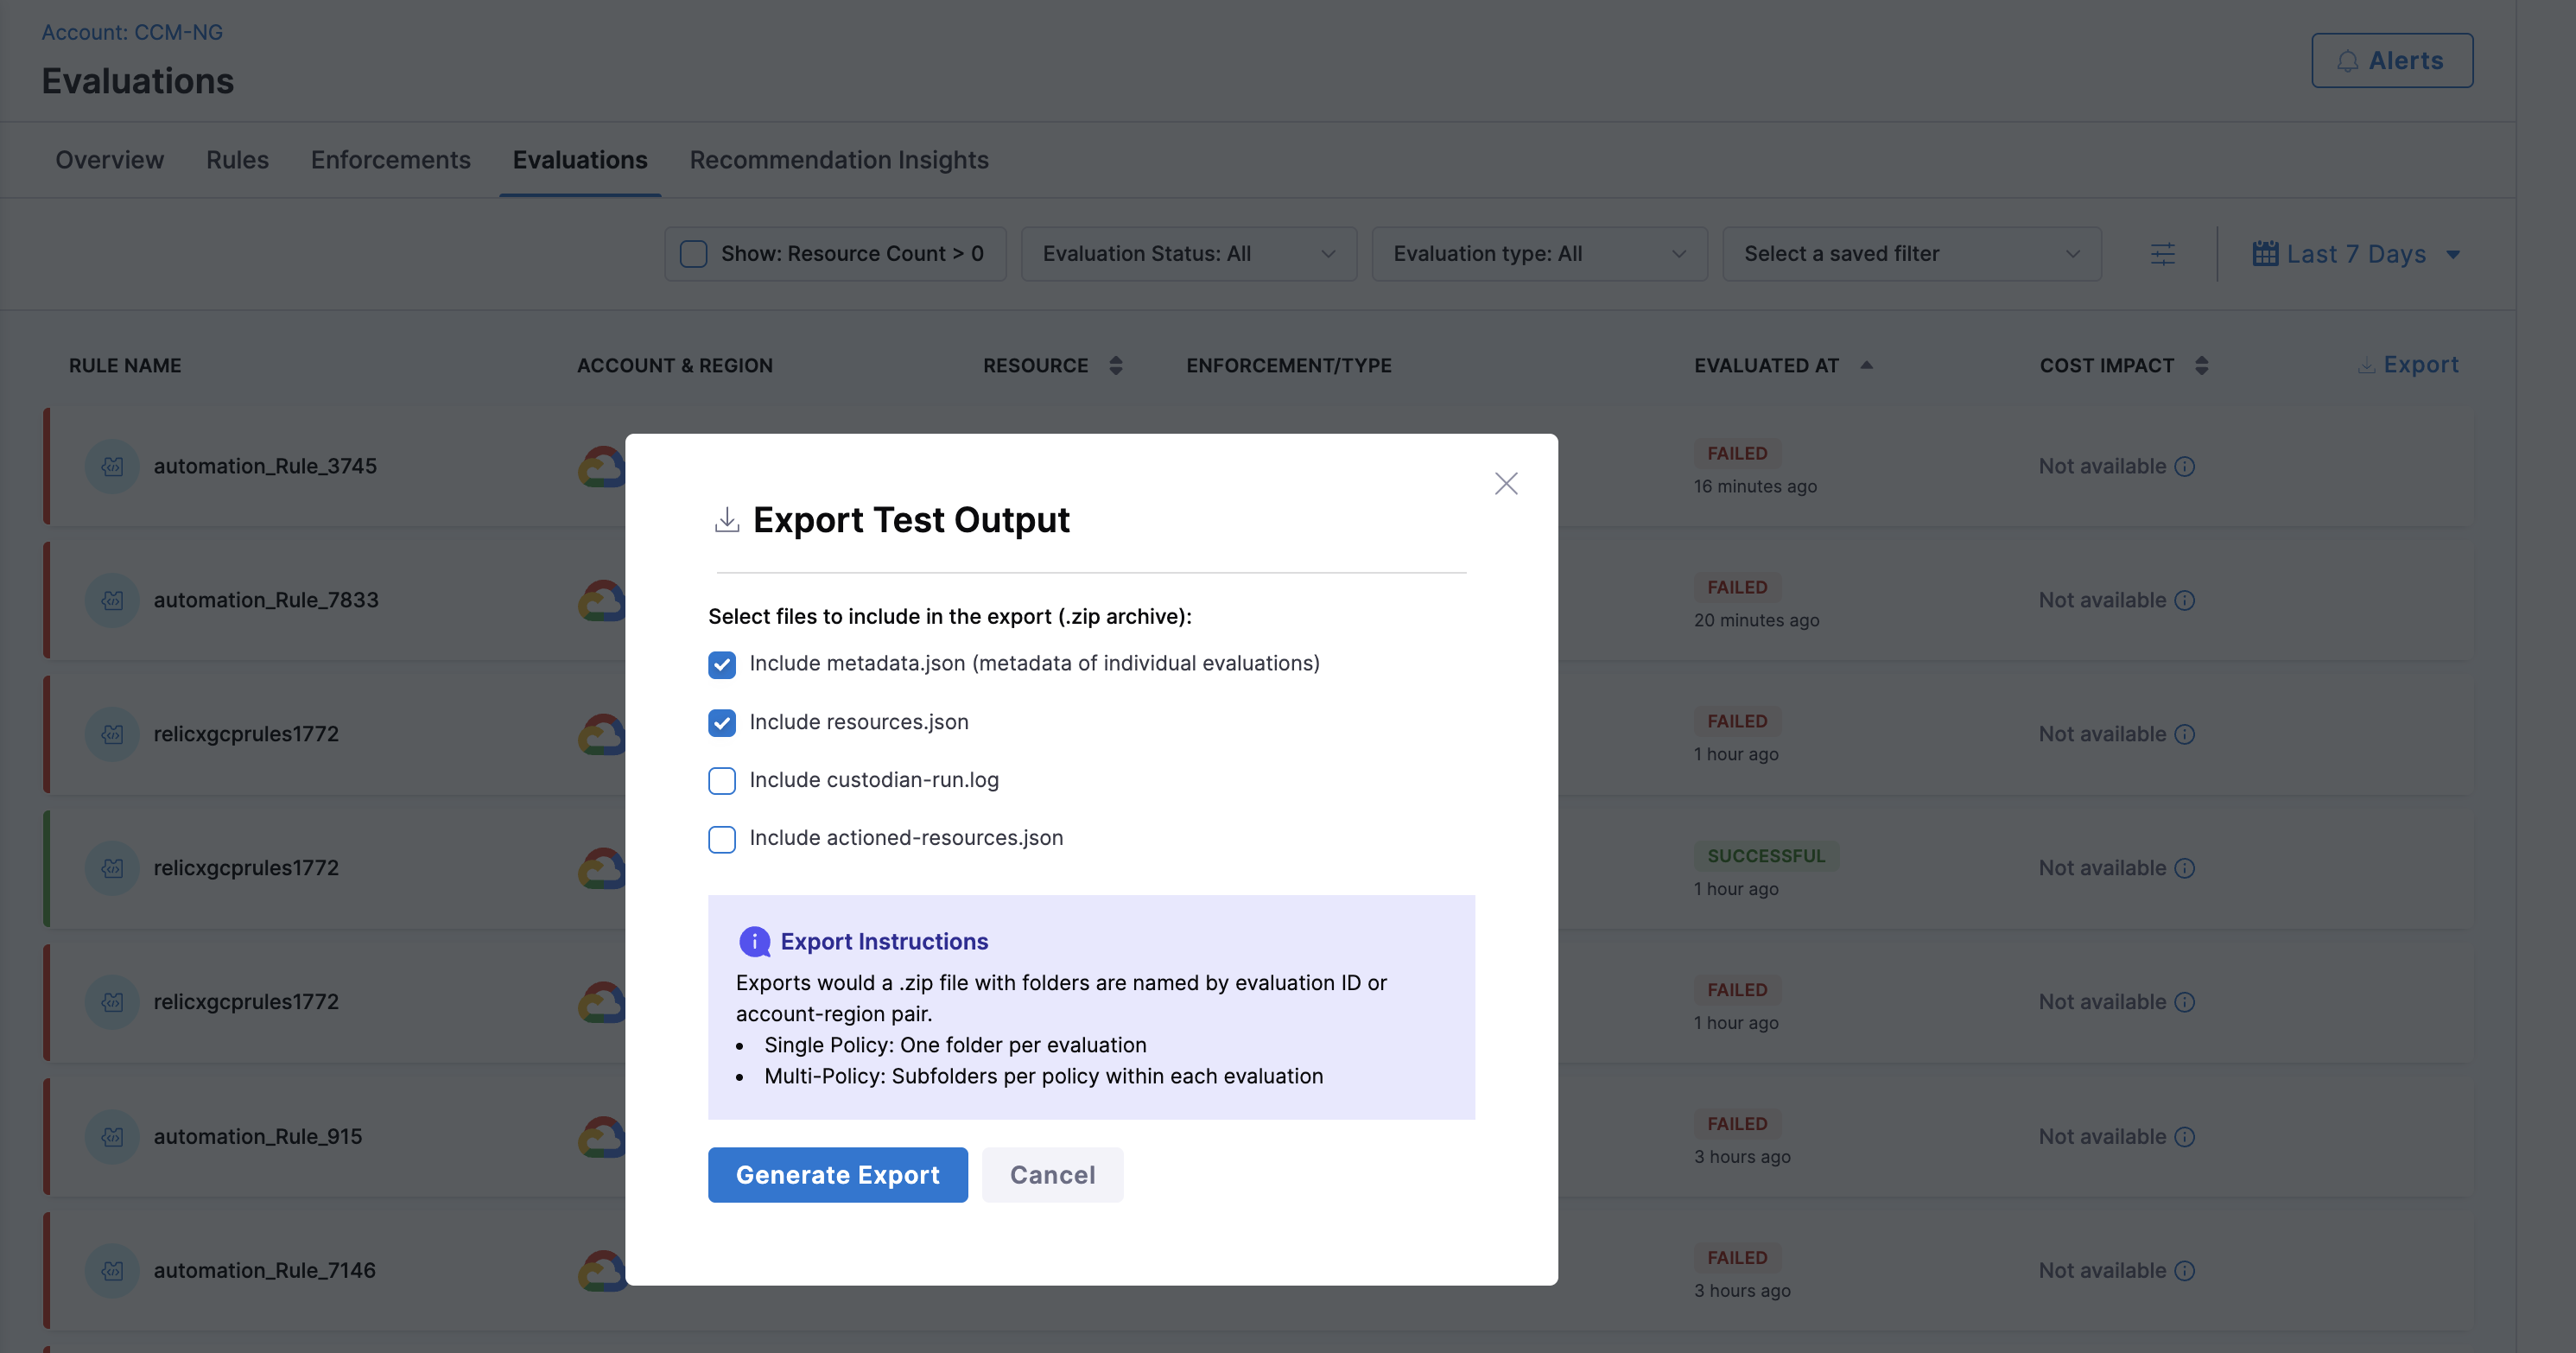 Account: CCM-NG
Evaluations
Alerts
Overview Rules Enforcements Evaluations Recommendation Insights
Show: Resource Count > 0 Evaluation Status: All Evaluation type: All Select a saved filter Last 7 Days
RULE NAME ACCOUNT & REGION RESOURCE ENFORCEMENT/TYPE EVALUATED AT COST IMPACT Export
automation_Rule_3745 FAILED Not available
16 minutes ago
automation_Rule_7833 FAILED Not available
20 minutes ago
relicxgcprules1772 FAILED Not available
1 hour ago
relicxgcprules1772 SUCCESSFUL Not available
1 hour ago
relicxgcprules1772 FAILED Not available
1 hour ago
automation_Rule_915 FAILED Not available
3 hours ago
automation_Rule_7146 FAILED Not available
3 hours ago
Export Test Output
Select files to include in the export (.zip archive):
Include metadata.json (metadata of individual evaluations)
Include resources.json
Include custodian-run.log
Include actioned-resources.json
Export Instructions
Exports would a .zip file with folders are named by evaluation ID or
account-region pair.
• Single Policy: One folder per evaluation
• Multi-Policy: Subfolders per policy within each evaluation
Generate Export Cancel